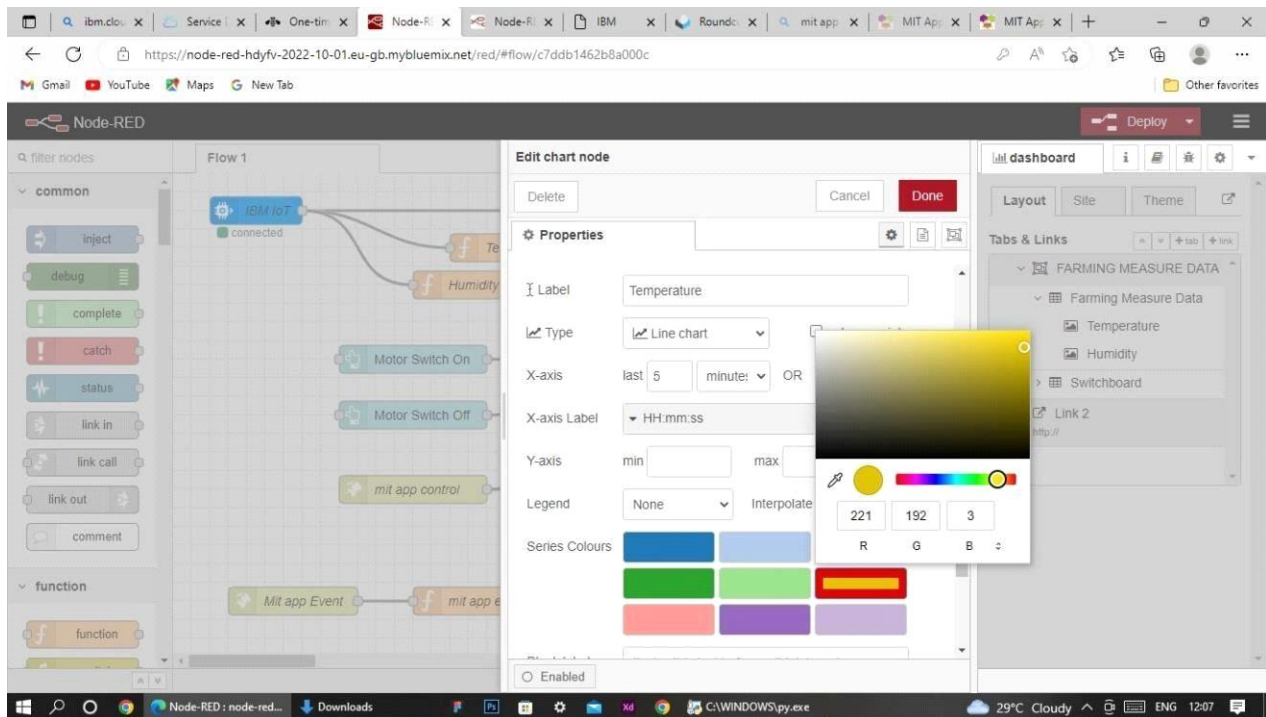 ibm.clou
Service
One-tim
Node-R
Node-R
IBM
Roundc
mit app
MIT App
MIT App
https://node-red-hdyfv-2022-10-01.eu-gb.mybluemix.net/red/#flow/c7ddb1462b8a000c
Gmail YouTube Maps New Tab Other favorites
Node-RED Deploy
filter nodes
Flow 1
common
inject
debug
complete
catch
status
link in
link call
link out
comment
function
function
IBM IoT
connected
Te
Humidity
Motor Switch On
Motor Switch Off
mit app control
Mit app Event
mit app e
Edit chart node
Delete Cancel Done
Properties
Label Temperature
Type Line chart
X-axis last 5 minutes OR
X-axis Label HH:mm:ss
Y-axis min max
Legend None Interpolate
Series Colours
221 192 3
R G B
Enabled
dashboard
Layout Site Theme
Tabs & Links +tab +link
FARMING MEASURE DATA
Farming Measure Data
Temperature
Humidity
Switchboard
Link 2
http://
Node-RED : node-red... Downloads Ps Xd C:\WINDOWS\py.exe 29°C Cloudy ENG 12:07